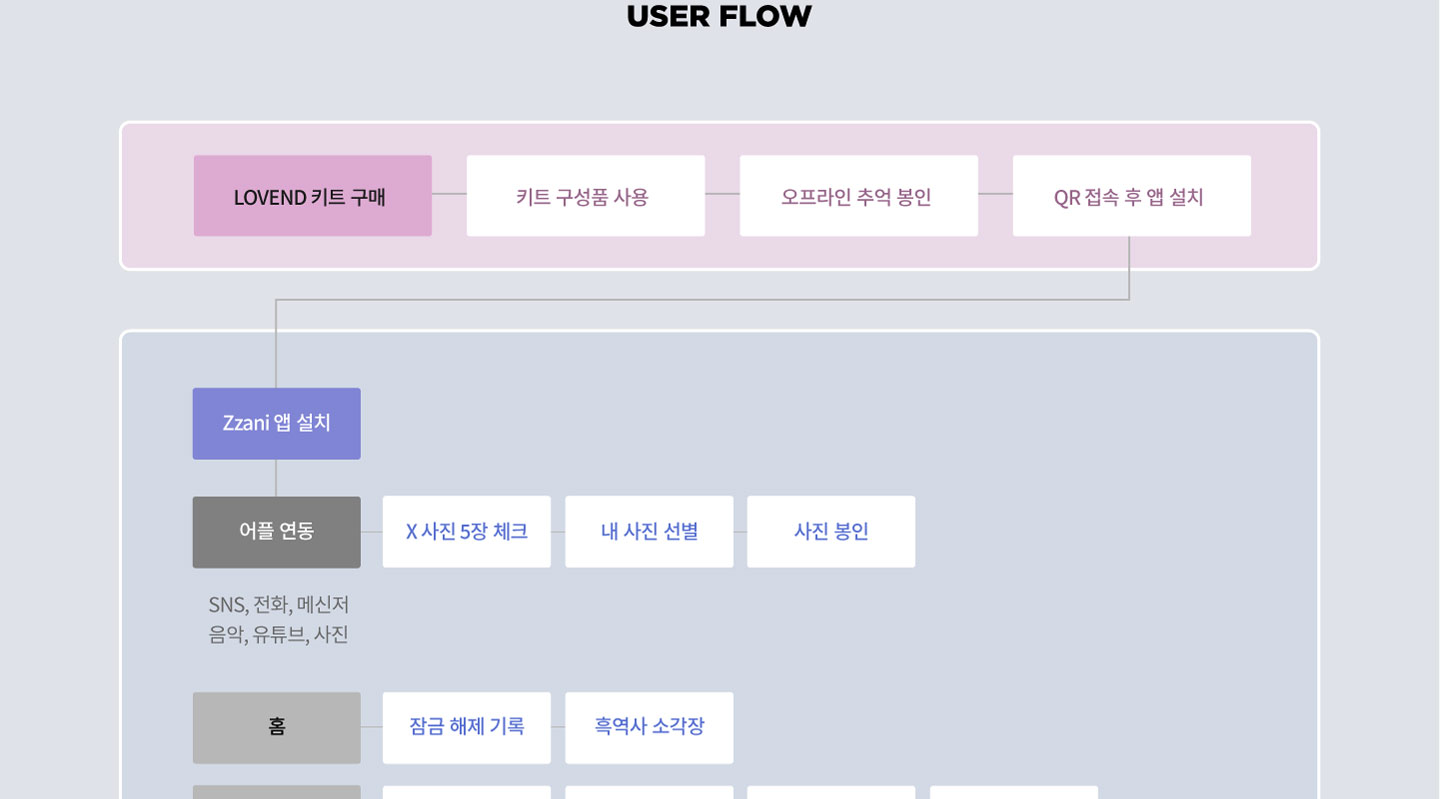 USER FLOW
LOVEND 키트 구매
키트 구성품 사용
오프라인 추억 봉인
QR 접속 후 앱 설치
Zzani 앱 설치
어플 연동
X 사진 5장 체크
내 사진 선별
사진 봉인
SNS, 전화, 메신저
음악, 유튜브, 사진
홈
잠금 해제 기록
흑역사 소각장